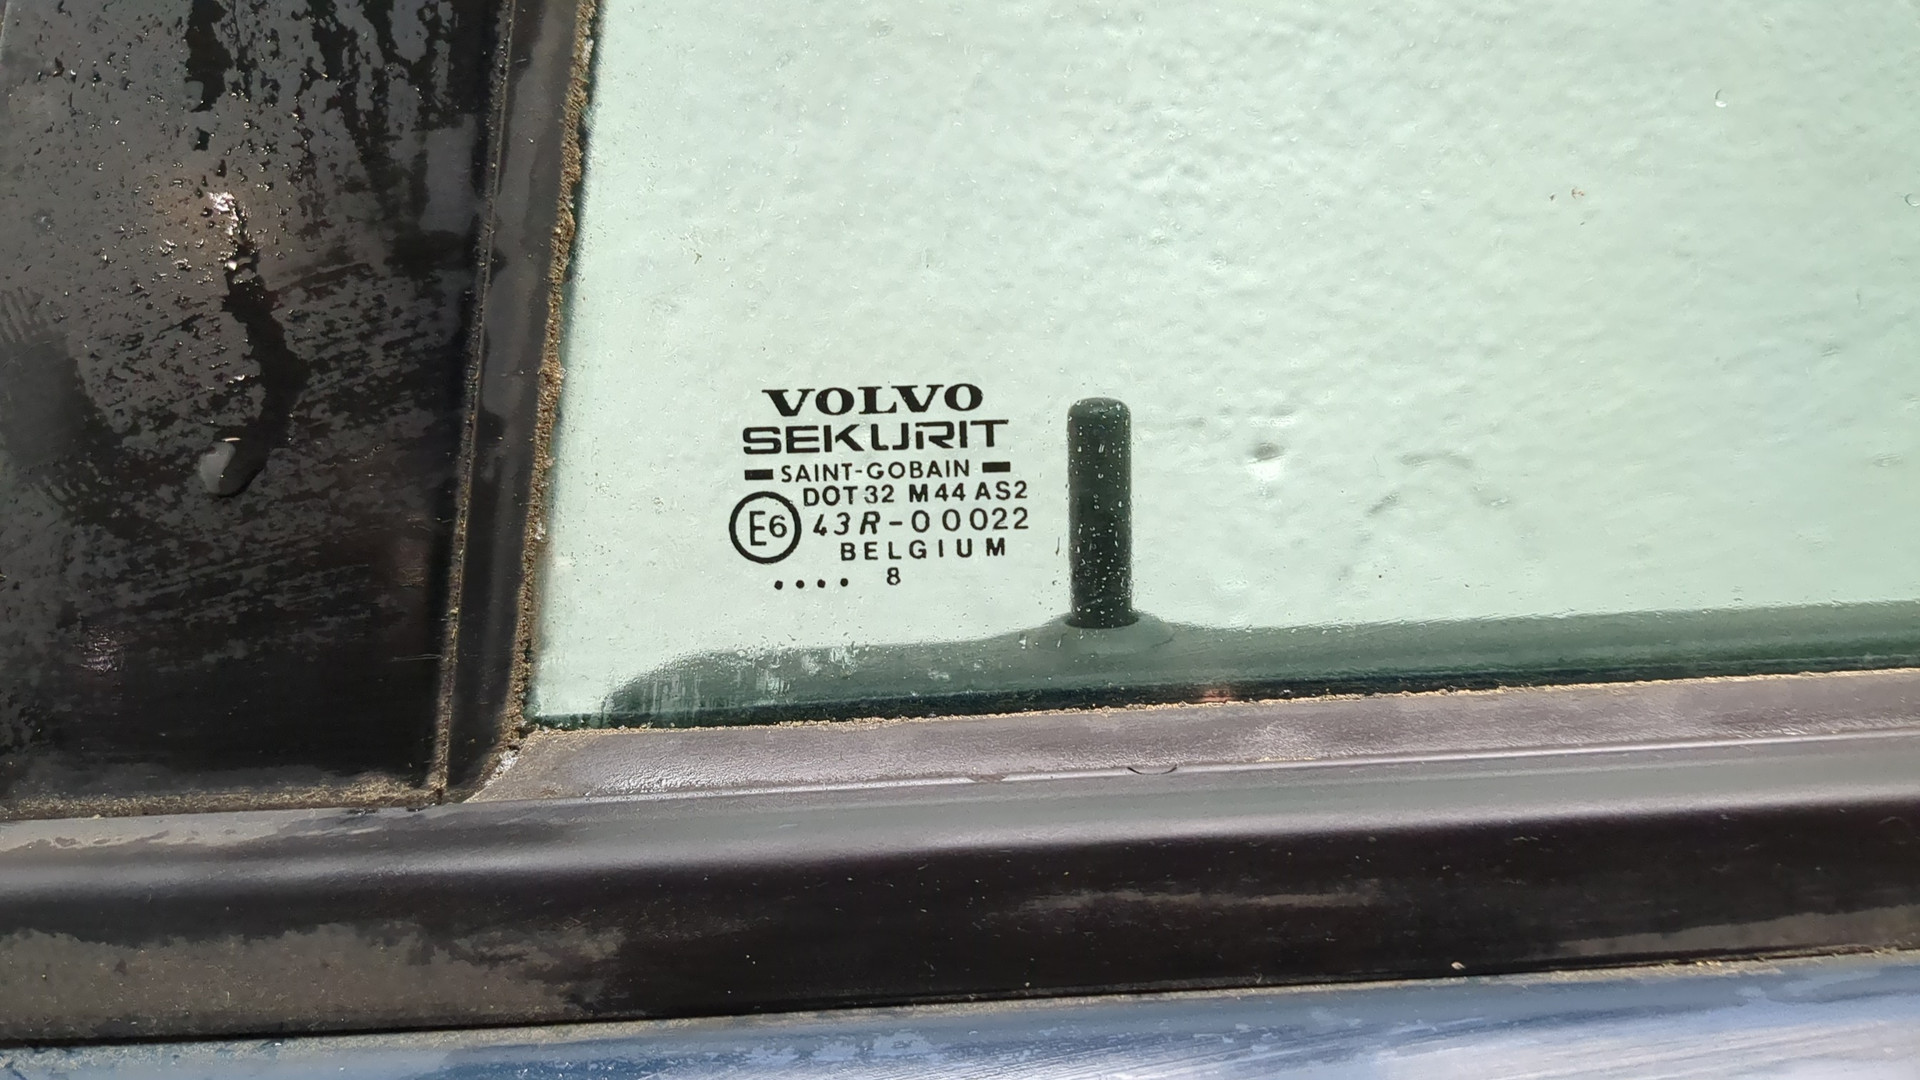 VOLVO
SEKURIT
SAINT-GOBAIN
DOT 32 M44 AS2
E6 43R-00022
BELGIUM
.... 8